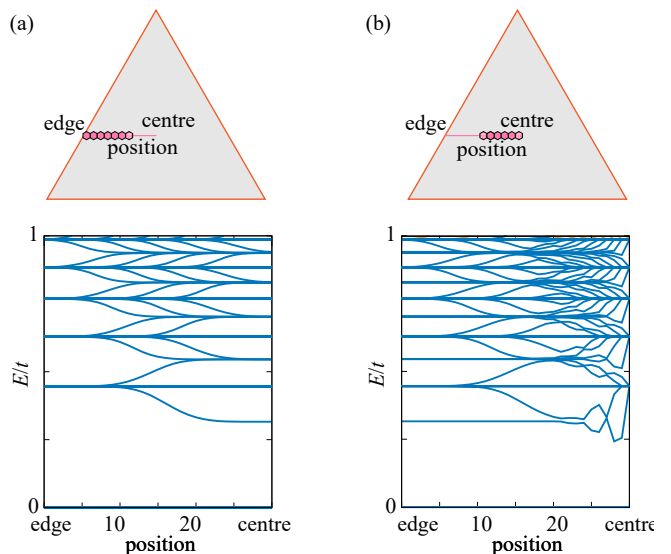 (a)
(b)
edge
centre
position
edge
centre
position
1
E/t
0
edge
10
20
centre
position
1
E/t
0
edge
10
20
centre
position